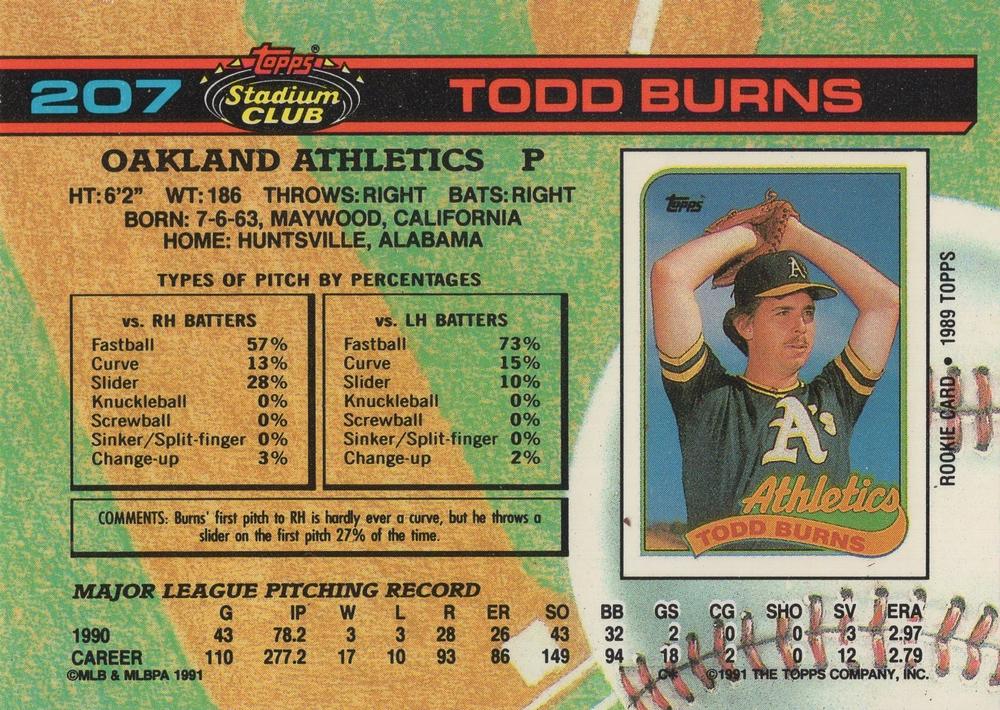 207
Topps®
Stadium
CLUB
TODD BURNS
OAKLAND ATHLETICS P
HT: 6'2" WT: 186 THROWS: RIGHT BATS: RIGHT
BORN: 7-6-63, MAYWOOD, CALIFORNIA
HOME: HUNTSVILLE, ALABAMA
TYPES OF PITCH BY PERCENTAGES
vs. RH BATTERS
Fastball 57%
Curve 13%
Slider 28%
Knuckleball 0%
Screwball 0%
Sinker/Split-finger 0%
Change-up 3%
vs. LH BATTERS
Fastball 73%
Curve 15%
Slider 10%
Knuckleball 0%
Screwball 0%
Sinker/Split-finger 0%
Change-up 2%
COMMENTS: Burns' first pitch to RH is hardly ever a curve, but he throws a
slider on the first pitch 27% of the time.
Topps
A's
A's
Athletics
TODD BURNS
ROOKIE CARD • 1989 TOPPS
MAJOR LEAGUE PITCHING RECORD
G IP W L R ER SO BB GS CG SHO SV ERA
1990 43 78.2 3 3 28 26 43 32 2 0 0 3 2.97
CAREER 110 277.2 17 10 93 86 149 94 18 2 0 12 2.79
©MLB & MLBPA 1991 C* ©1991 THE TOPPS COMPANY, INC.